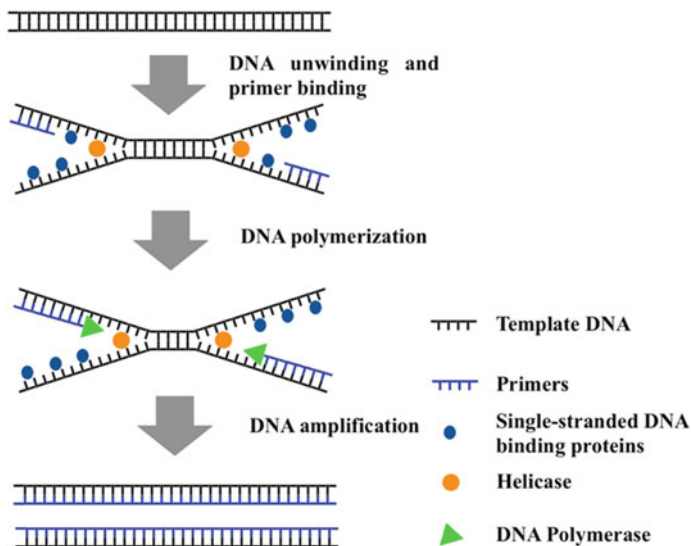 DNA unwinding and
primer binding
DNA polymerization
Template DNA
Primers
DNA amplification
Single-stranded DNA
binding proteins
Helicase
DNA Polymerase